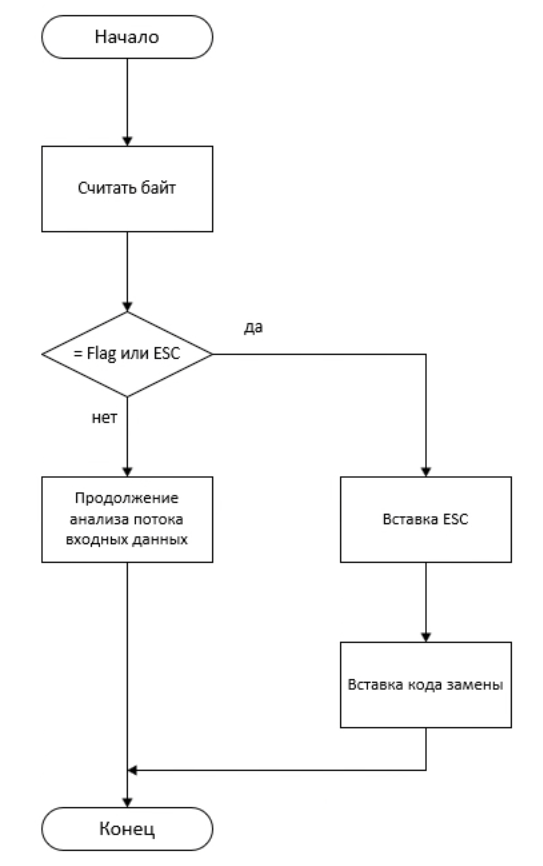 Начало
Считать байт
= Flag или ESC
да
нет
Продолжение
анализа потока
входных данных
Вставка ESC
Вставка кода замены
Конец